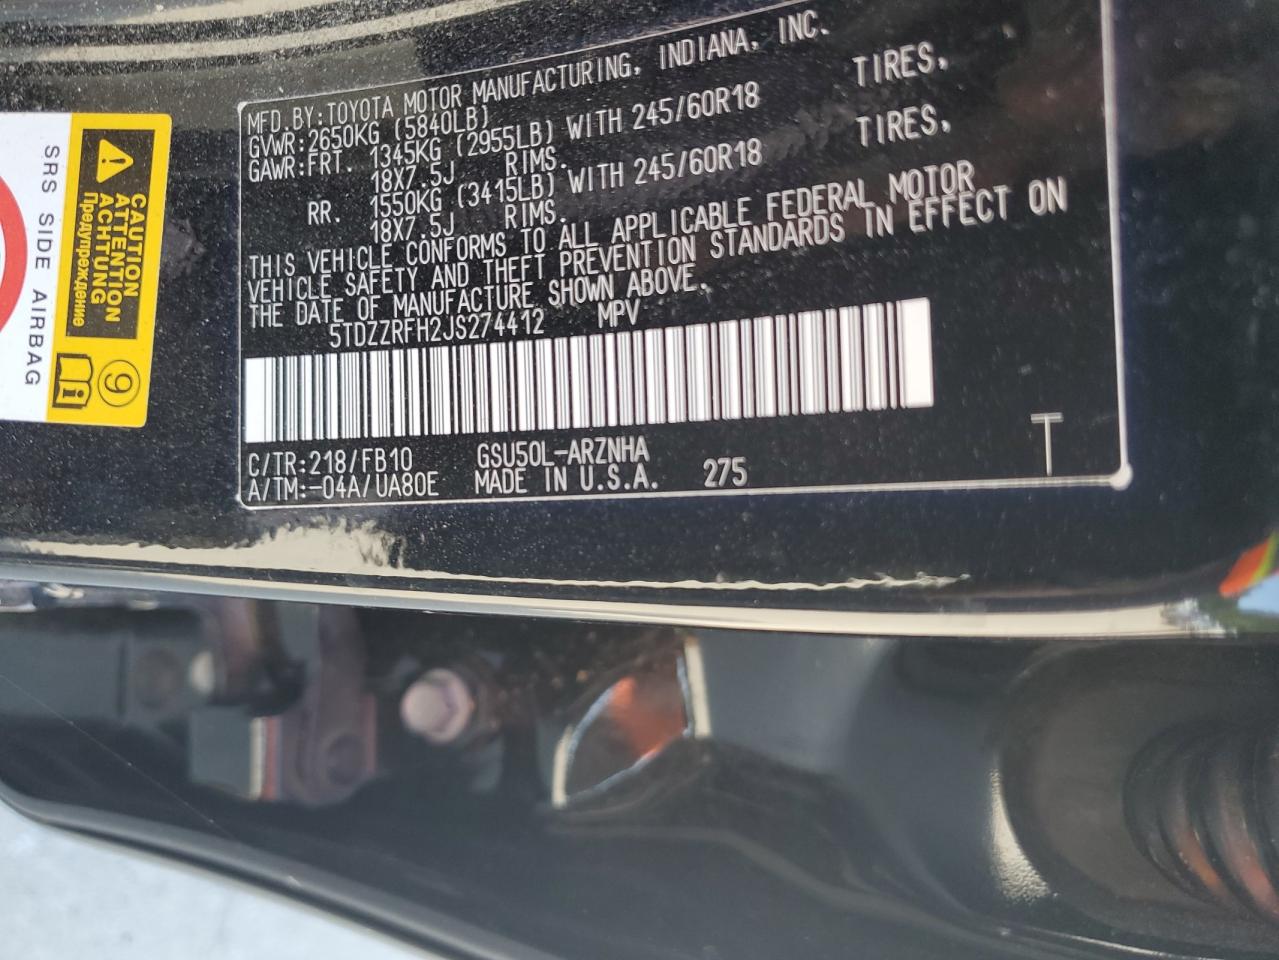 MFD.BY:TOYOTA MOTOR MANUFACTURING, INDIANA, INC.
GVWR:2650KG (5840LB)
GAWR:FRT. 1345KG (2955LB) WITH 245/60R18 TIRES,
18X7.5J RIMS.
RR. 1550KG (3415LB) WITH 245/60R18 TIRES,
18X7.5J RIMS.
THIS VEHICLE CONFORMS TO ALL APPLICABLE FEDERAL MOTOR
VEHICLE SAFETY AND THEFT PREVENTION STANDARDS IN EFFECT ON
THE DATE OF MANUFACTURE SHOWN ABOVE.
5TDZZRFH2JS274412 MPV
C/TR:218/FB10 GSU50L-ARZNHA
A/TM:-04A/UA80E MADE IN U.S.A. 275
T
CAUTION
ATTENTION
ACHTUNG
Предупреждение
9
SRS SIDE AIRBAG